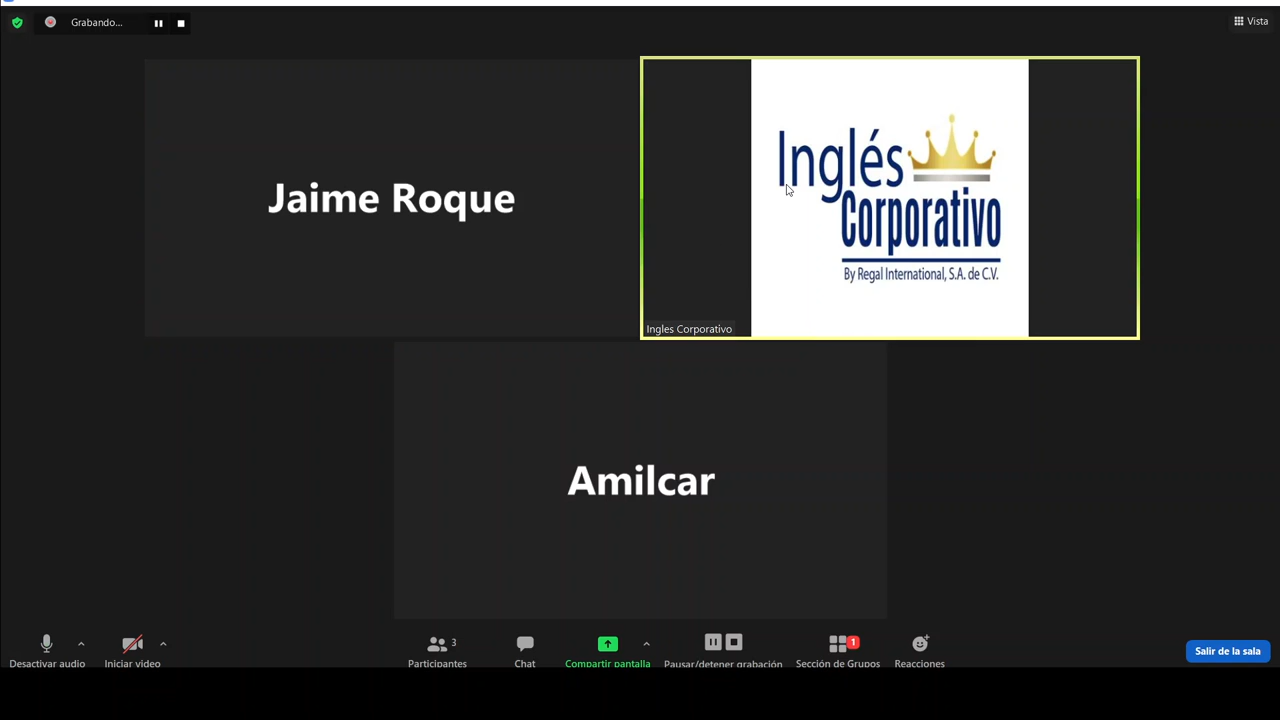 Grabando...
Vista
Jaime Roque
Inglés
Corporativo
By Regal International, S.A. de C.V.
Ingles Corporativo
Amilcar
3
1
Desactivar audio
Iniciar video
Participantes
Chat
Compartir pantalla
Pausar/detener grabación
Sección de Grupos
Reacciones
Salir de la sala